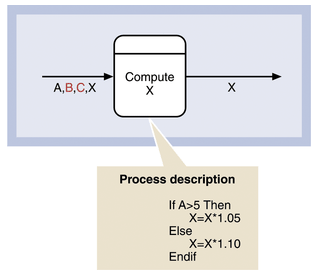 Compute
X
A,B,C,X
X
Process description
If A>5 Then
X=X*1.05
Else
X=X*1.10
Endif